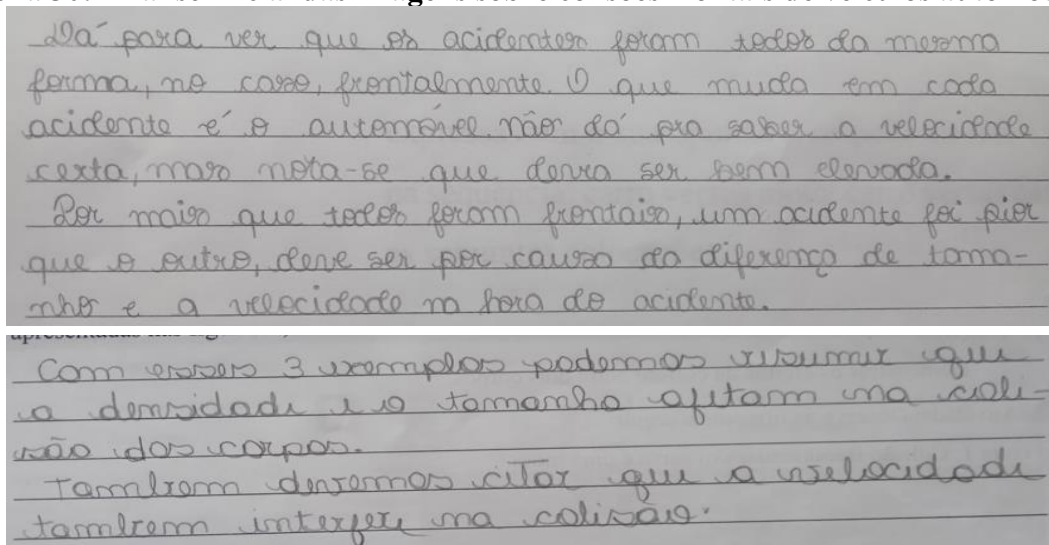 Dá para ver que os acidentes foram todos da mesma
forma, no caso, frontalmente. O que muda em cada
acidente é o automóvel não dá pra saber a velocidade
certa, mas nota-se que devia ser bem elevada.
Por mais que todos foram frontais, um acidente foi pior
que o outro, deve ser por causa da diferença de tama-
nho e a velocidade na hora do acidente.
Com esses 3 exemplos podemos resumir que
a densidade e o tamanho afetam na coli-
são dos corpos.
Também devemos citar que a velocidade
também interfere na colisão.